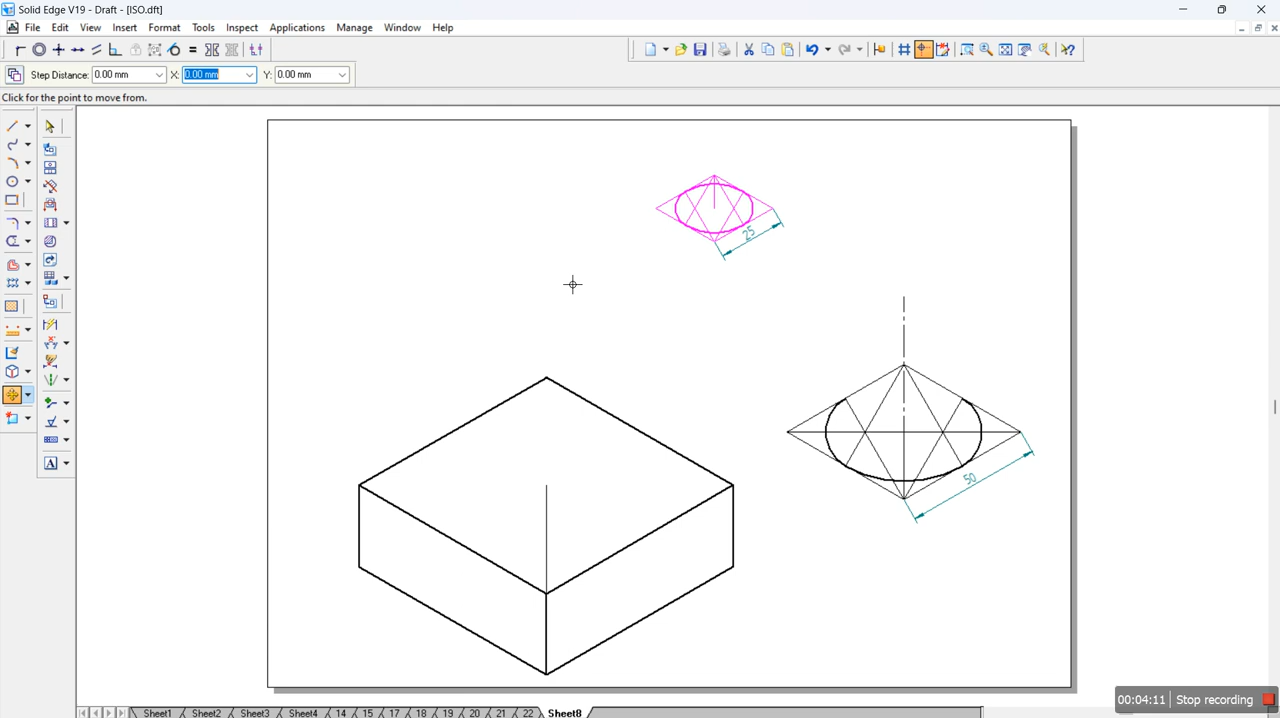 Solid Edge V19 - Draft - [ISO.dft]
File Edit View Insert Format Tools Inspect Applications Manage Window Help
Step Distance: 0.00 mm X: 0.00 mm Y: 0.00 mm
Click for the point to move from.
25
50
00:04:11 Stop recording
Sheet1 Sheet2 Sheet3 Sheet4 14 15 17 18 19 20 21 22 Sheet8